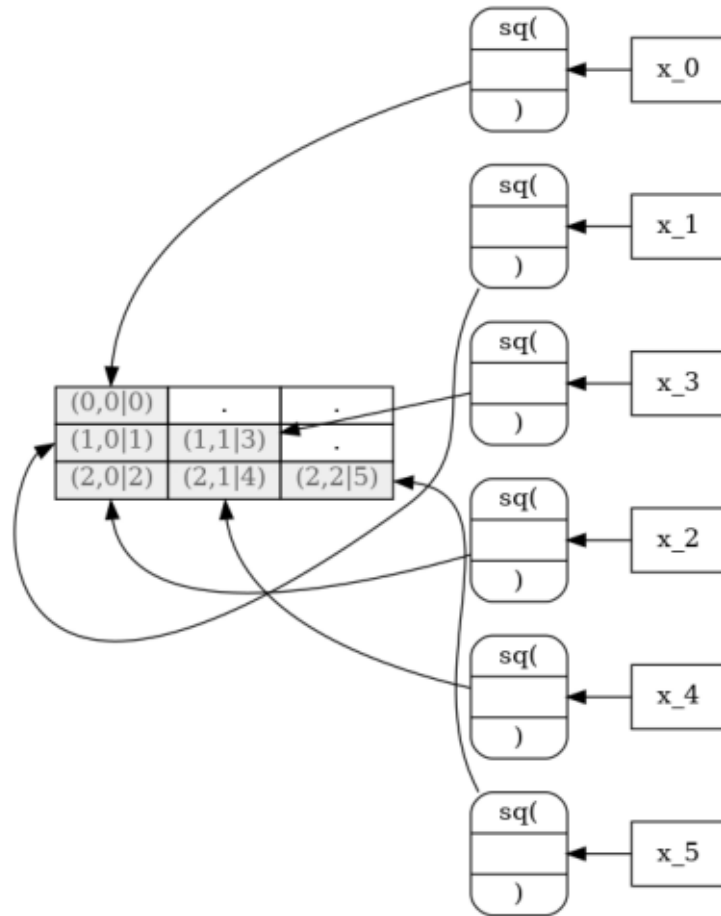 sq(
x_0
)
sq(
x_1
)
sq(
x_3
)
(0,0|0) . .
(1,0|1) (1,1|3) .
(2,0|2) (2,1|4) (2,2|5)
sq(
x_2
)
sq(
x_4
)
sq(
x_5
)